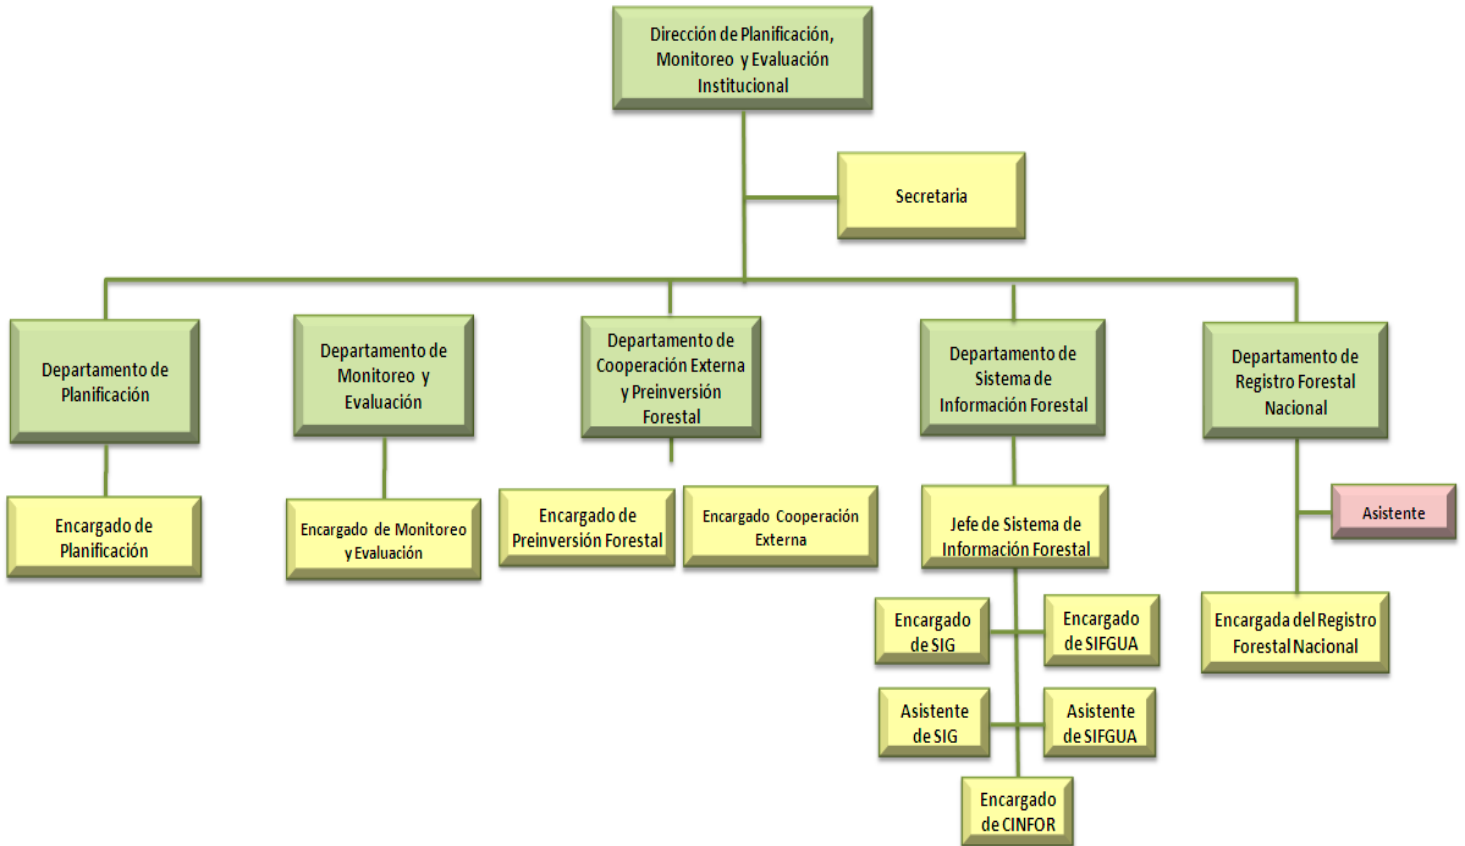 Dirección de Planificación,
Monitoreo y Evaluación
Institucional
Secretaria
Departamento de
Planificación
Departamento de
Monitoreo y
Evaluación
Departamento de
Cooperación Externa
y Preinversión
Forestal
Departamento de
Sistema de
Información Forestal
Departamento de
Registro Forestal
Nacional
Encargado de
Planificación
Encargado de Monitoreo
y Evaluación
Encargado de
Preinversión Forestal
Encargado Cooperación
Externa
Jefe de Sistema de
Información Forestal
Asistente
Encargado
de SIG
Encargado
de SIFGUA
Encargada del Registro
Forestal Nacional
Asistente
de SIG
Asistente
de SIFGUA
Encargado
de CINFOR